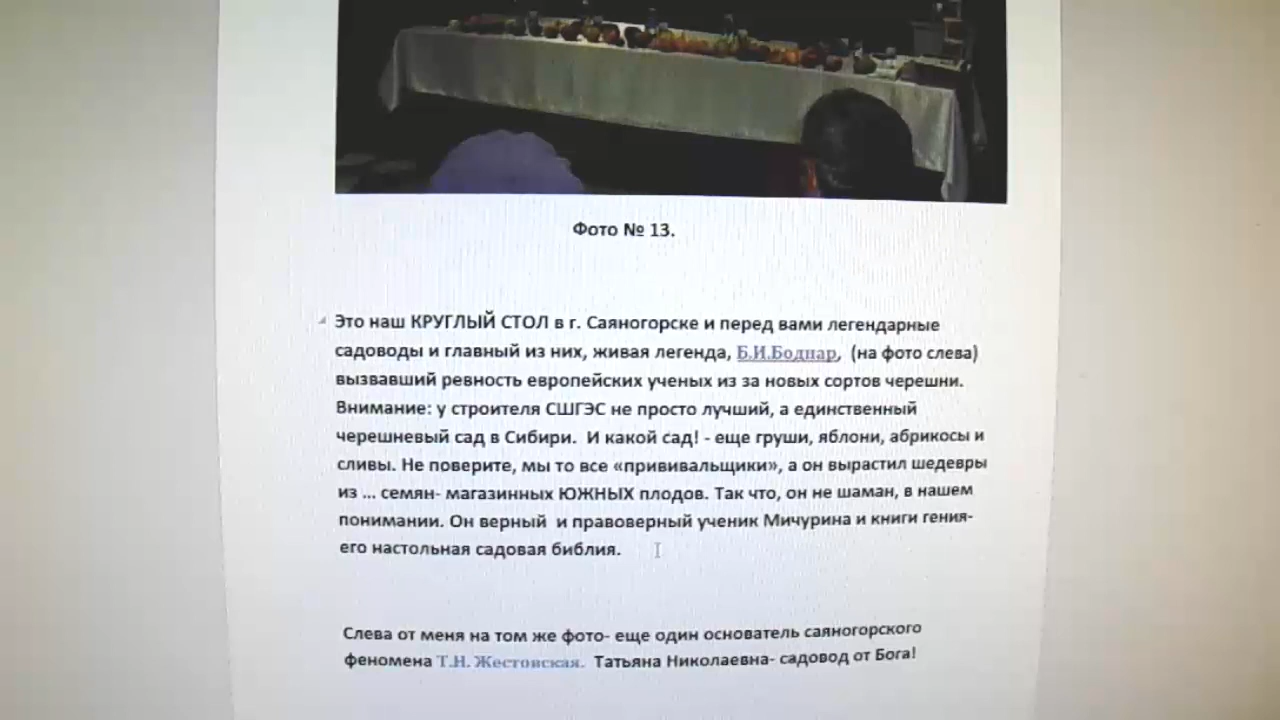 Фото № 13.
Это наш КРУГЛЫЙ СТОЛ в г. Саяногорске и перед вами легендарные
садоводы и главный из них, живая легенда, Б.И.Боднар, (на фото слева)
вызвавший ревность европейских ученых из за новых сортов черешни.
Внимание: у строителя СШГЭС не просто лучший, а единственный
черешневый сад в Сибири. И какой сад! - еще груши, яблони, абрикосы и
сливы. Не поверите, мы то все «прививальщики», а он вырастил шедевры
из ... семян- магазинных ЮЖНЫХ плодов. Так что, он не шаман, в нашем
понимании. Он верный и правоверный ученик Мичурина и книги гения-
его настольная садовая библия.
Слева от меня на том же фото- еще один основатель саяногорского
феномена Т.Н. Жестовская. Татьяна Николаевна- садовод от Бога!